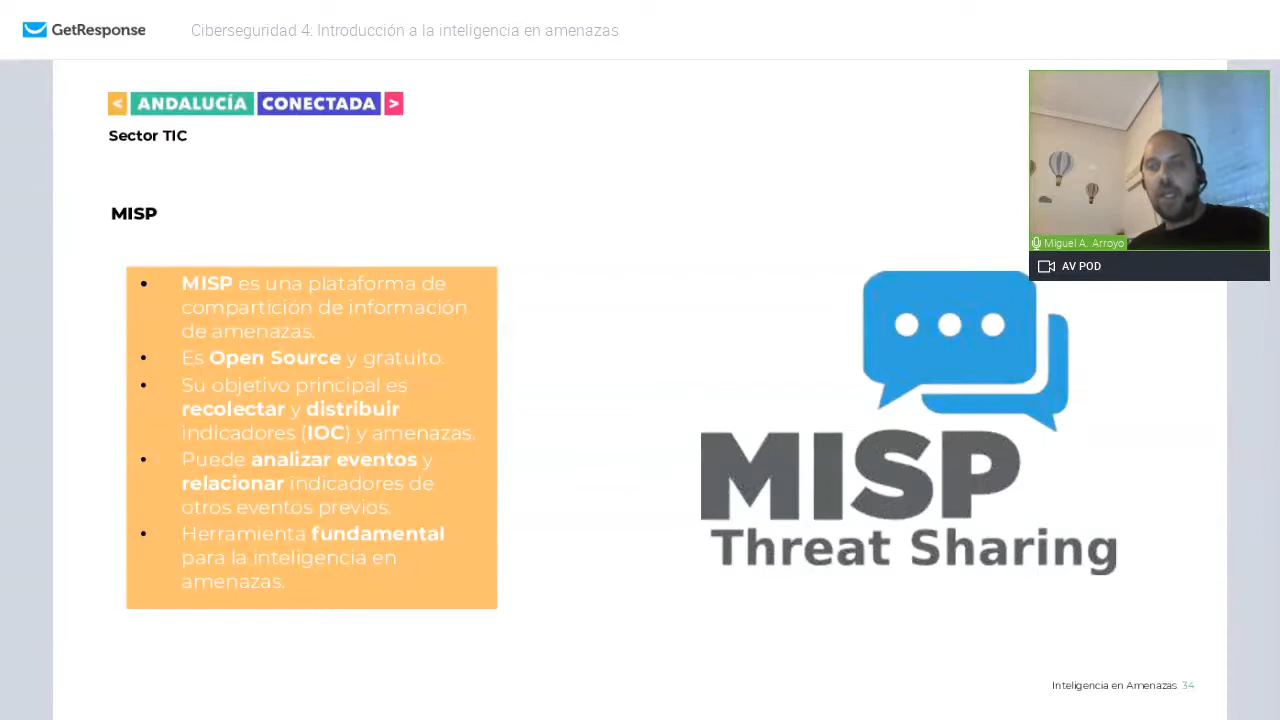 GetResponse
Ciberseguridad 4: Introducción a la inteligencia en amenazas
< ANDALUCÍA CONECTADA >
Sector TIC
MISP
• MISP es una plataforma de
compartición de información
de amenazas.
• Es Open Source y gratuito.
• Su objetivo principal es
recolectar y distribuir
indicadores (IOC) y amenazas.
• Puede analizar eventos y
relacionar indicadores de
otros eventos previos.
• Herramienta fundamental
para la inteligencia en
amenazas.
Miguel A. Arroyo
AV POD
MISP
Threat Sharing
Inteligencia en Amenazas 34